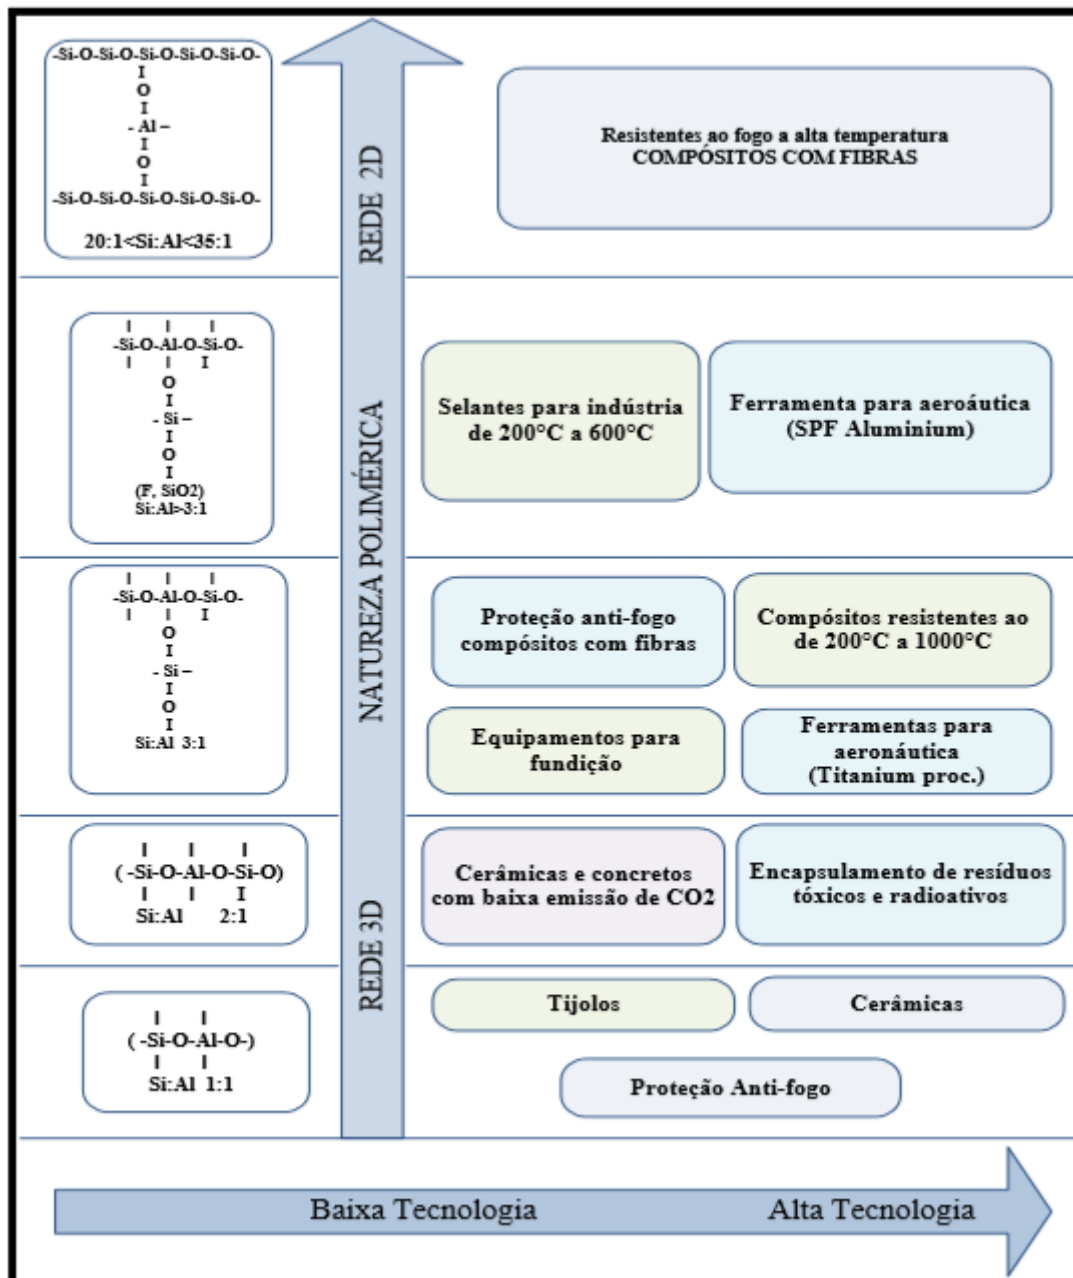 -Si-O-Si-O-Si-O-Si-O-Si-O-
I
O
I
- Al –
I
O
I
-Si-O-Si-O-Si-O-Si-O-Si-O-
20:1<Si:Al<35:1
REDE 2D
Resistentes ao fogo a alta temperatura
COMPÓSITOS COM FIBRAS
I I I
-Si-O-Al-O-Si-O-
I I I
O
I
- Si –
I
O
I
(F, SiO2)
Si:Al>3:1
NATUREZA POLIMÉRICA
Selantes para indústria
de 200°C a 600°C
Ferramenta para aeroáutica
(SPF Aluminium)
I I I
-Si-O-Al-O-Si-O-
I I I
O
I
- Si –
I
O
I
Si:Al 3:1
Proteção anti-fogo
compósitos com fibras
Compósitos resistentes ao
de 200°C a 1000°C
Equipamentos para
fundição
Ferramentas para
aeronáutica
(Titanium proc.)
I I I
( -Si-O-Al-O-Si-O)
I I I
Si:Al 2:1
REDE 3D
Cerâmicas e concretos
com baixa emissão de CO2
Encapsulamento de resíduos
tóxicos e radioativos
I I
( -Si-O-Al-O-)
I I
Si:Al 1:1
Tijolos
Cerâmicas
Proteção Anti-fogo
Baixa Tecnologia
Alta Tecnologia